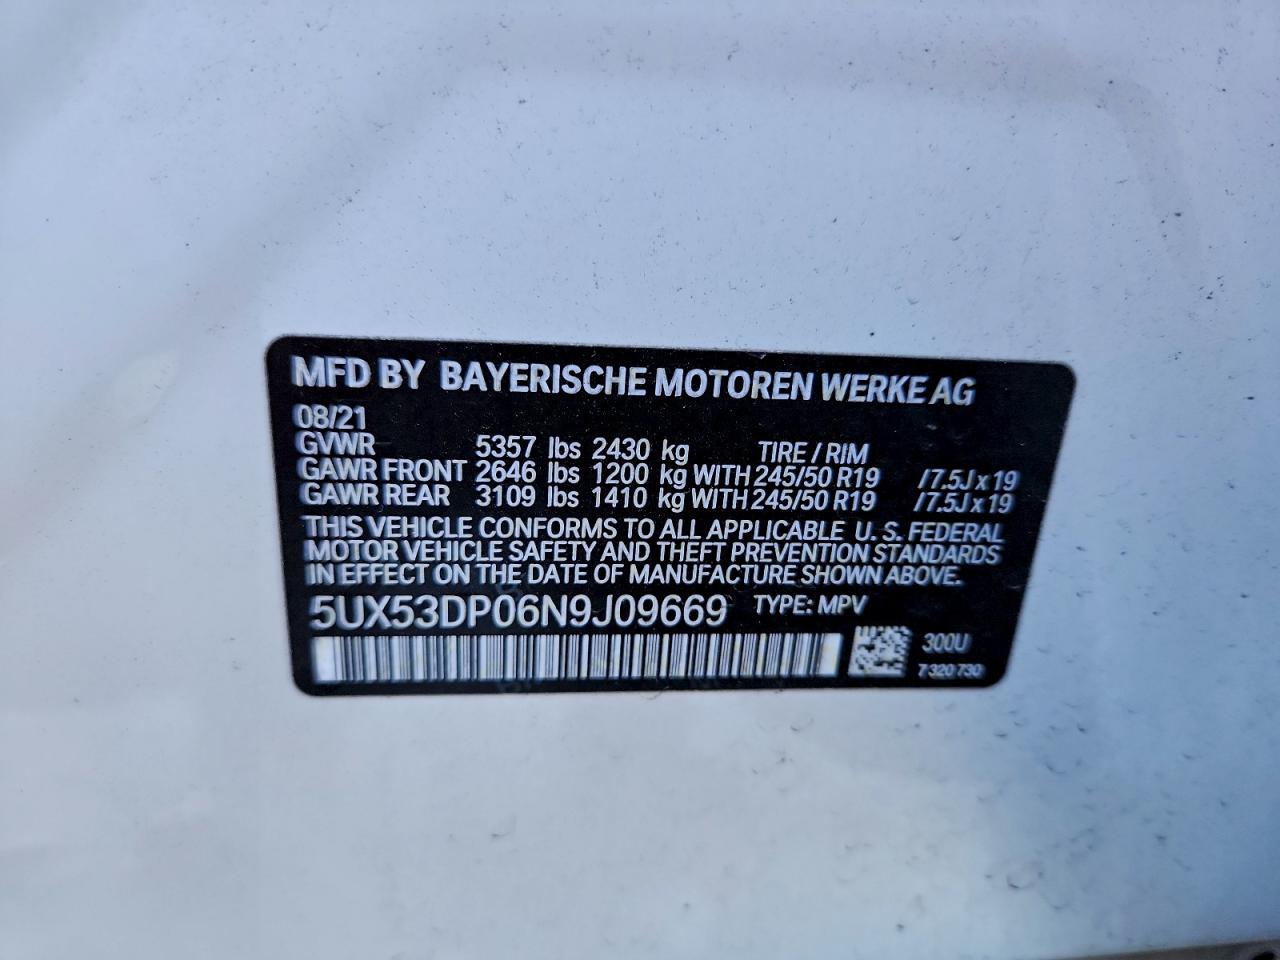 MFD BY BAYERISCHE MOTOREN WERKE AG
08/21
GVWR 5357 lbs 2430 kg TIRE / RIM
GAWR FRONT 2646 lbs 1200 kg WITH 245/50 R19 /7.5J x 19
GAWR REAR 3109 lbs 1410 kg WITH 245/50 R19 /7.5J x 19
THIS VEHICLE CONFORMS TO ALL APPLICABLE U. S. FEDERAL
MOTOR VEHICLE SAFETY AND THEFT PREVENTION STANDARDS
IN EFFECT ON THE DATE OF MANUFACTURE SHOWN ABOVE.
5UX53DP06N9J09669 TYPE: MPV
300U
7 320 730